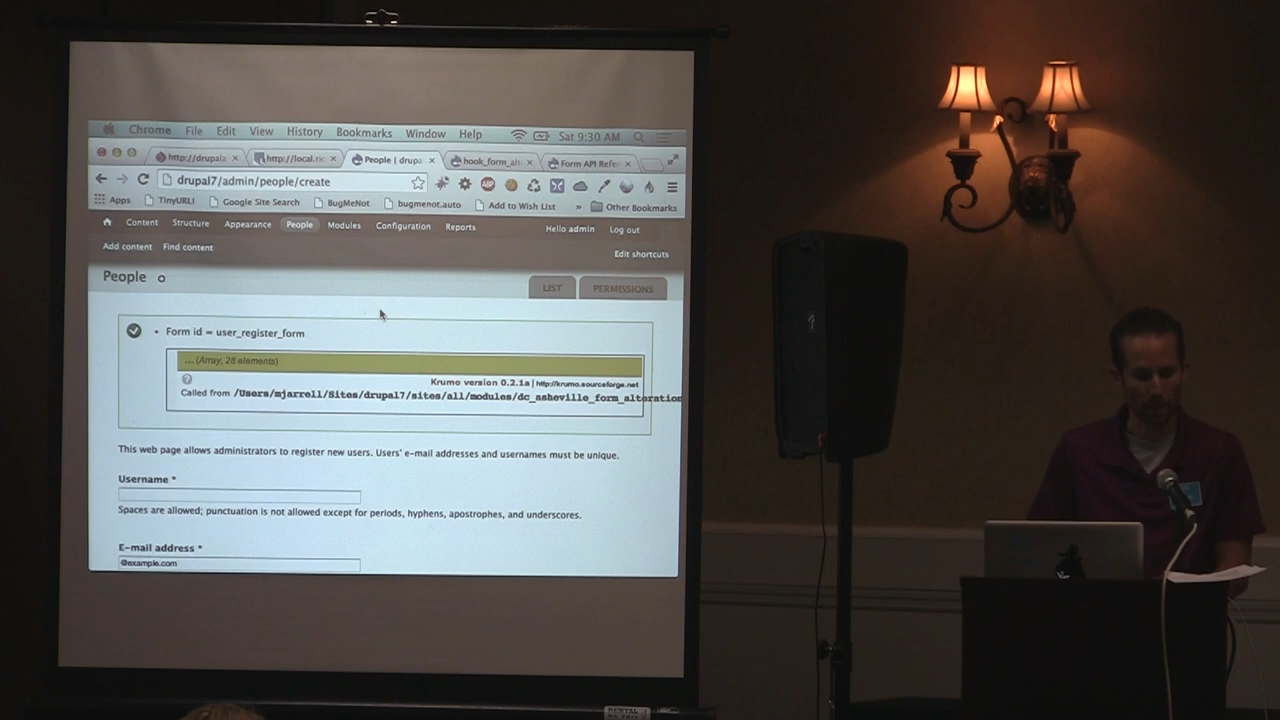 Chrome File Edit View History Bookmarks Window Help Sat 9:30 AM
http://drupala http://local.ric People | drupa hook_form_alt Form API Refer
drupal7/admin/people/create
Apps TinyURL! Google Site Search BugMeNot bugmenot.auto Add to Wish List » Other Bookmarks
Content Structure Appearance People Modules Configuration Reports Hello admin Log out
Add content Find content Edit shortcuts
People
LIST PERMISSIONS
• Form id = user_register_form
... (Array, 28 elements)
Krumo version 0.2.1a | http://krumo.sourceforge.net
Called from /Users/mjarrell/Sites/drupal7/sites/all/modules/dc_asheville_form_alteration
This web page allows administrators to register new users. Users' e-mail addresses and usernames must be unique.
Username *
Spaces are allowed; punctuation is not allowed except for periods, hyphens, apostrophes, and underscores.
E-mail address *
@example.com
RENTAL